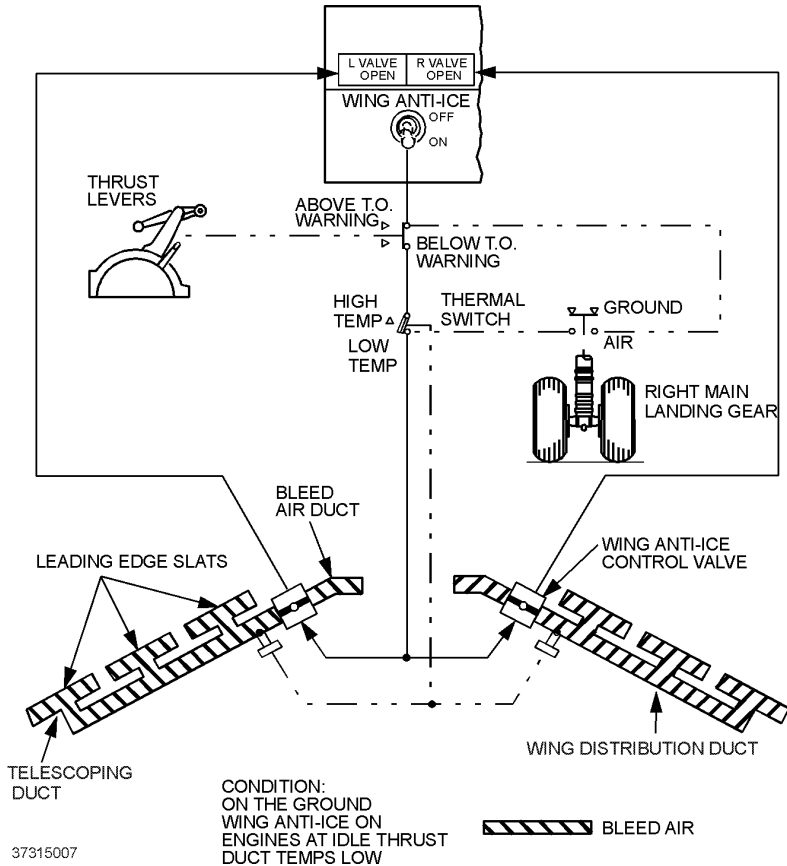 L VALVE
OPEN
R VALVE
OPEN
WING ANTI-ICE
OFF
ON
THRUST
LEVERS
ABOVE T.O.
WARNING
BELOW T.O.
WARNING
HIGH
TEMP
THERMAL
SWITCH
LOW
TEMP
GROUND
AIR
RIGHT MAIN
LANDING GEAR
BLEED
AIR DUCT
LEADING EDGE SLATS
WING ANTI-ICE
CONTROL VALVE
TELESCOPING
DUCT
WING DISTRIBUTION DUCT
CONDITION:
ON THE GROUND
WING ANTI-ICE ON
ENGINES AT IDLE THRUST
DUCT TEMPS LOW
BLEED AIR
37315007